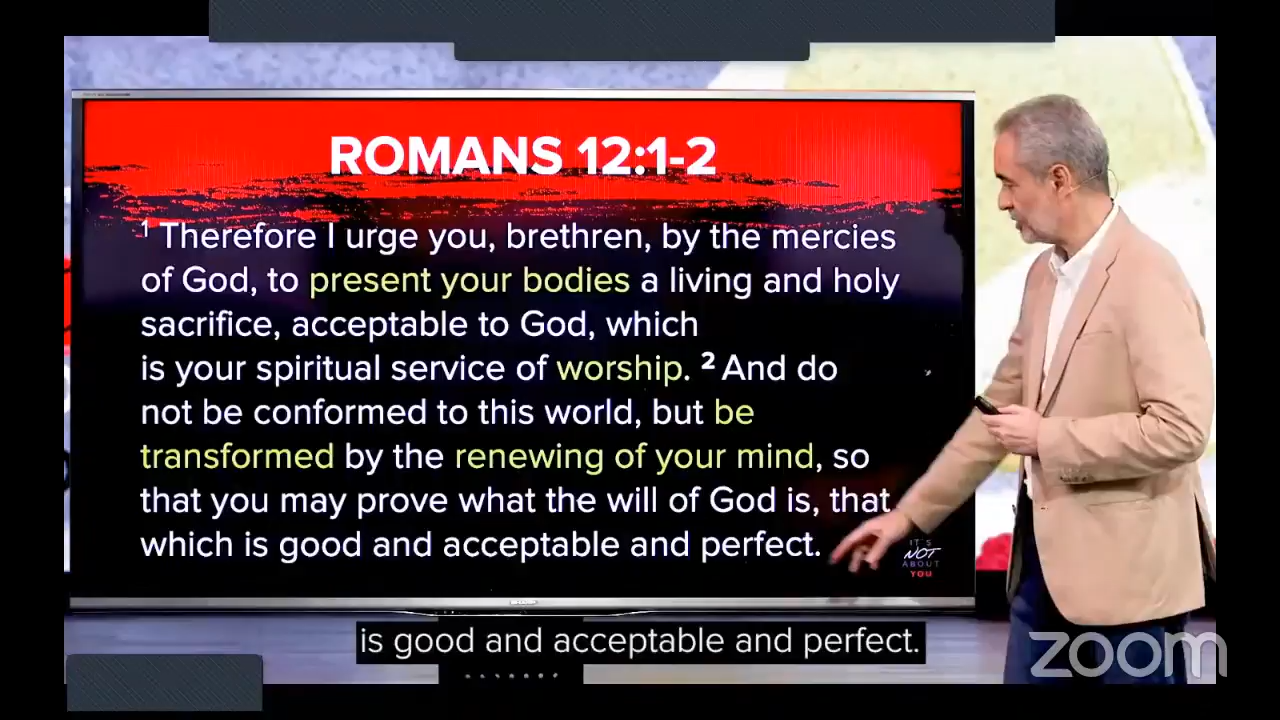 ROMANS 12:1-2
¹ Therefore I urge you, brethren, by the mercies
of God, to present your bodies a living and holy
sacrifice, acceptable to God, which
is your spiritual service of worship. ² And do
not be conformed to this world, but be
transformed by the renewing of your mind, so
that you may prove what the will of God is, that
which is good and acceptable and perfect.
IT'S
NOT
ABOUT
YOU
is good and acceptable and perfect.
zoom